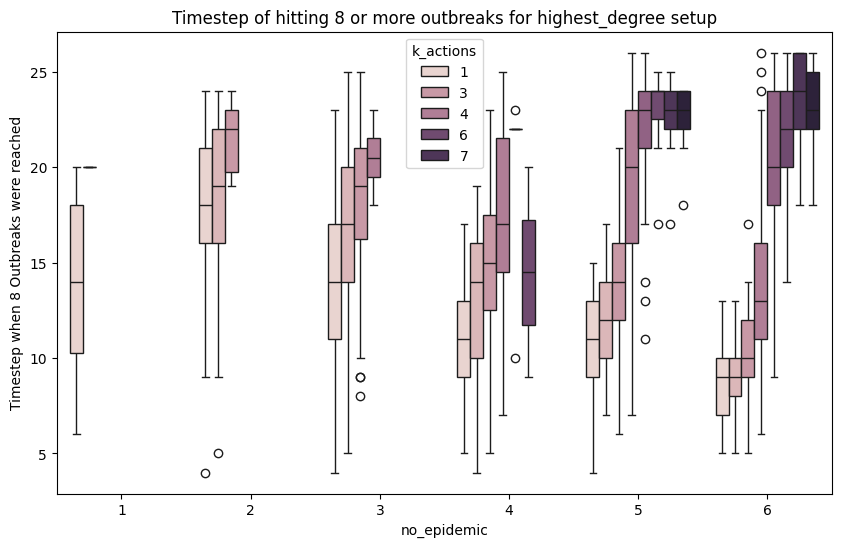 Timestep of hitting 8 or more outbreaks for highest_degree setup
k_actions
1
3
4
6
7
Timestep when 8 Outbreaks were reached
25
20
15
10
5
1 2 3 4 5 6
no_epidemic